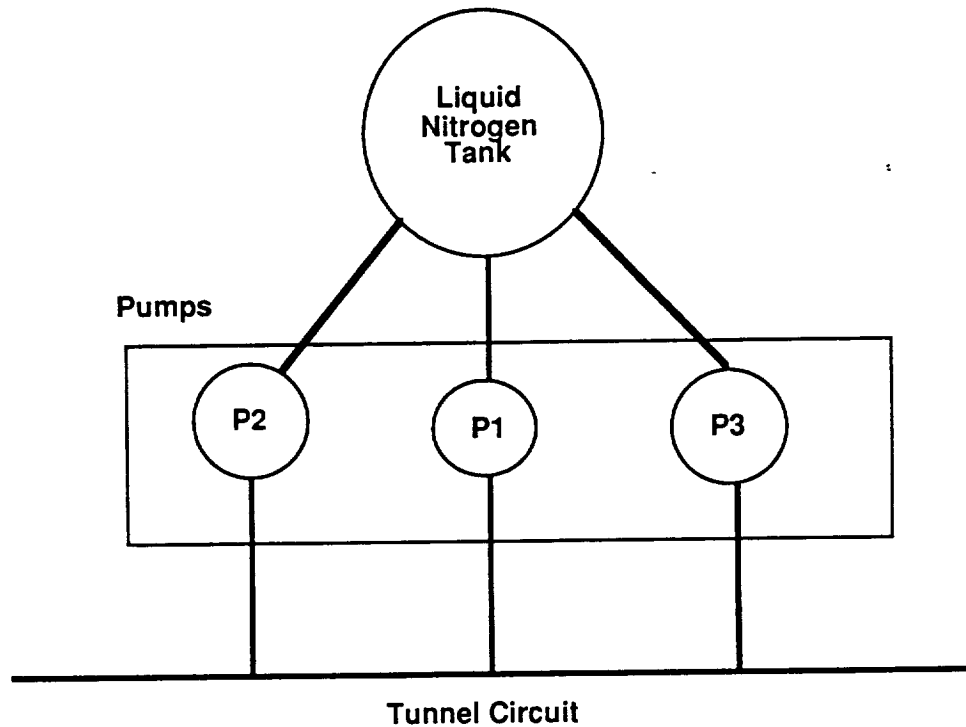 Liquid
Nitrogen
Tank
Pumps
P2
P1
P3
Tunnel Circuit